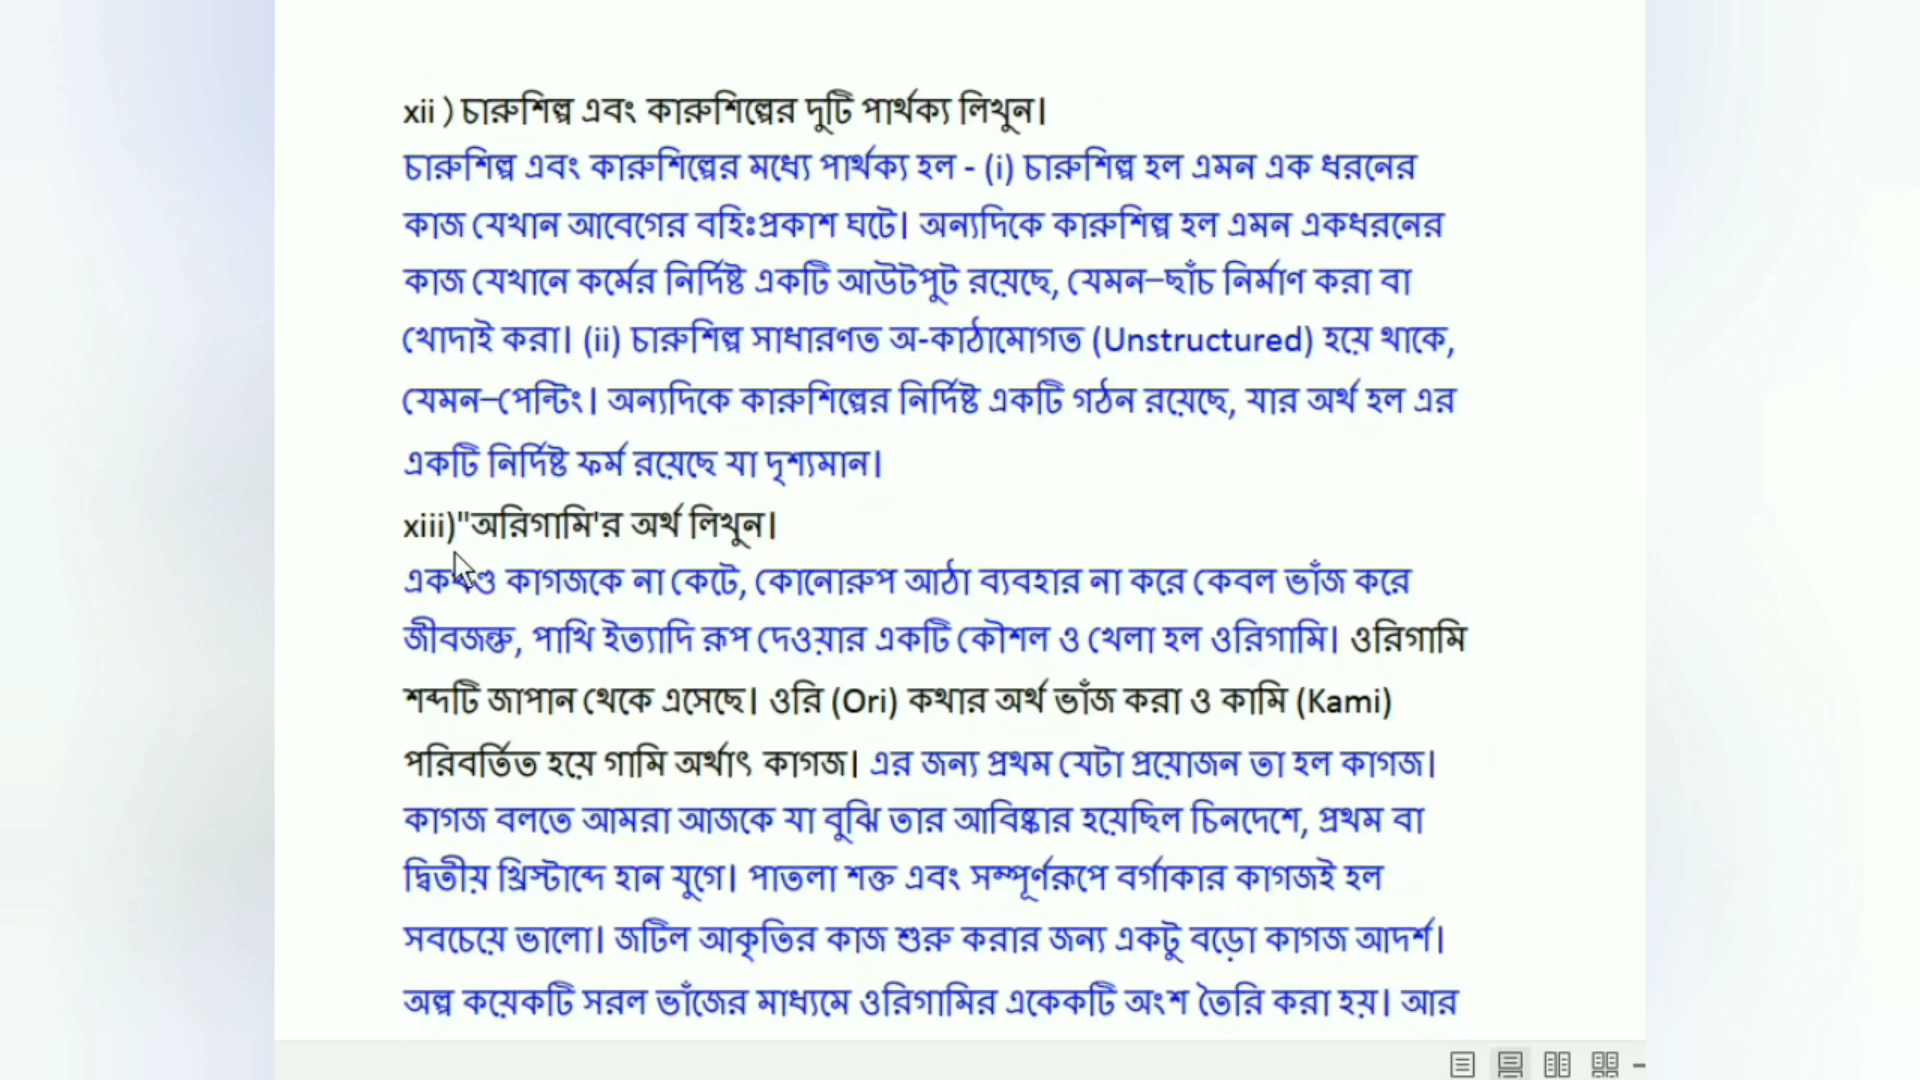 xii ) চারুশিল্প এবং কারুশিল্পের দুটি পার্থক্য লিখুন।
চারুশিল্প এবং কারুশিল্পের মধ্যে পার্থক্য হল - (i) চারুশিল্প হল এমন এক ধরনের
কাজ যেখান আবেগের বহিঃপ্রকাশ ঘটে। অন্যদিকে কারুশিল্প হল এমন একধরনের
কাজ যেখানে কর্মের নির্দিষ্ট একটি আউটপুট রয়েছে, যেমন–ছাঁচ নির্মাণ করা বা
খোদাই করা। (ii) চারুশিল্প সাধারণত অ-কাঠামোগত (Unstructured) হয়ে থাকে,
যেমন–পেন্টিং। অন্যদিকে কারুশিল্পের নির্দিষ্ট একটি গঠন রয়েছে, যার অর্থ হল এর
একটি নির্দিষ্ট ফর্ম রয়েছে যা দৃশ্যমান।
xiii)"অরিগামি'র অর্থ লিখুন।
একখণ্ড কাগজকে না কেটে, কোনোরুপ আঠা ব্যবহার না করে কেবল ভাঁজ করে
জীবজন্তু, পাখি ইত্যাদি রূপ দেওয়ার একটি কৌশল ও খেলা হল ওরিগামি। ওরিগামি
শব্দটি জাপান থেকে এসেছে। ওরি (Ori) কথার অর্থ ভাঁজ করা ও কামি (Kami)
পরিবর্তিত হয়ে গামি অর্থাৎ কাগজ। এর জন্য প্রথম যেটা প্রয়োজন তা হল কাগজ।
কাগজ বলতে আমরা আজকে যা বুঝি তার আবিষ্কার হয়েছিল চিনদেশে, প্রথম বা
দ্বিতীয় খ্রিস্টাব্দে হান যুগে। পাতলা শক্ত এবং সম্পূর্ণরূপে বর্গাকার কাগজই হল
সবচেয়ে ভালো। জটিল আকৃতির কাজ শুরু করার জন্য একটু বড়ো কাগজ আদর্শ।
অল্প কয়েকটি সরল ভাঁজের মাধ্যমে ওরিগামির একেকটি অংশ তৈরি করা হয়। আর